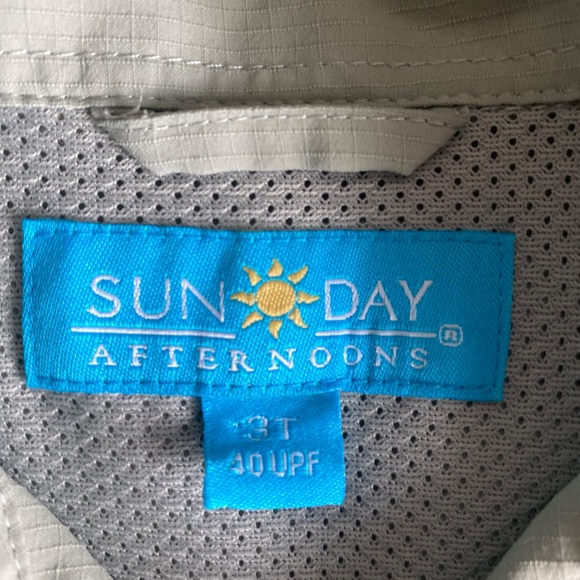 SUN DAY
AFTERNOONS ®
3T
40 UPF